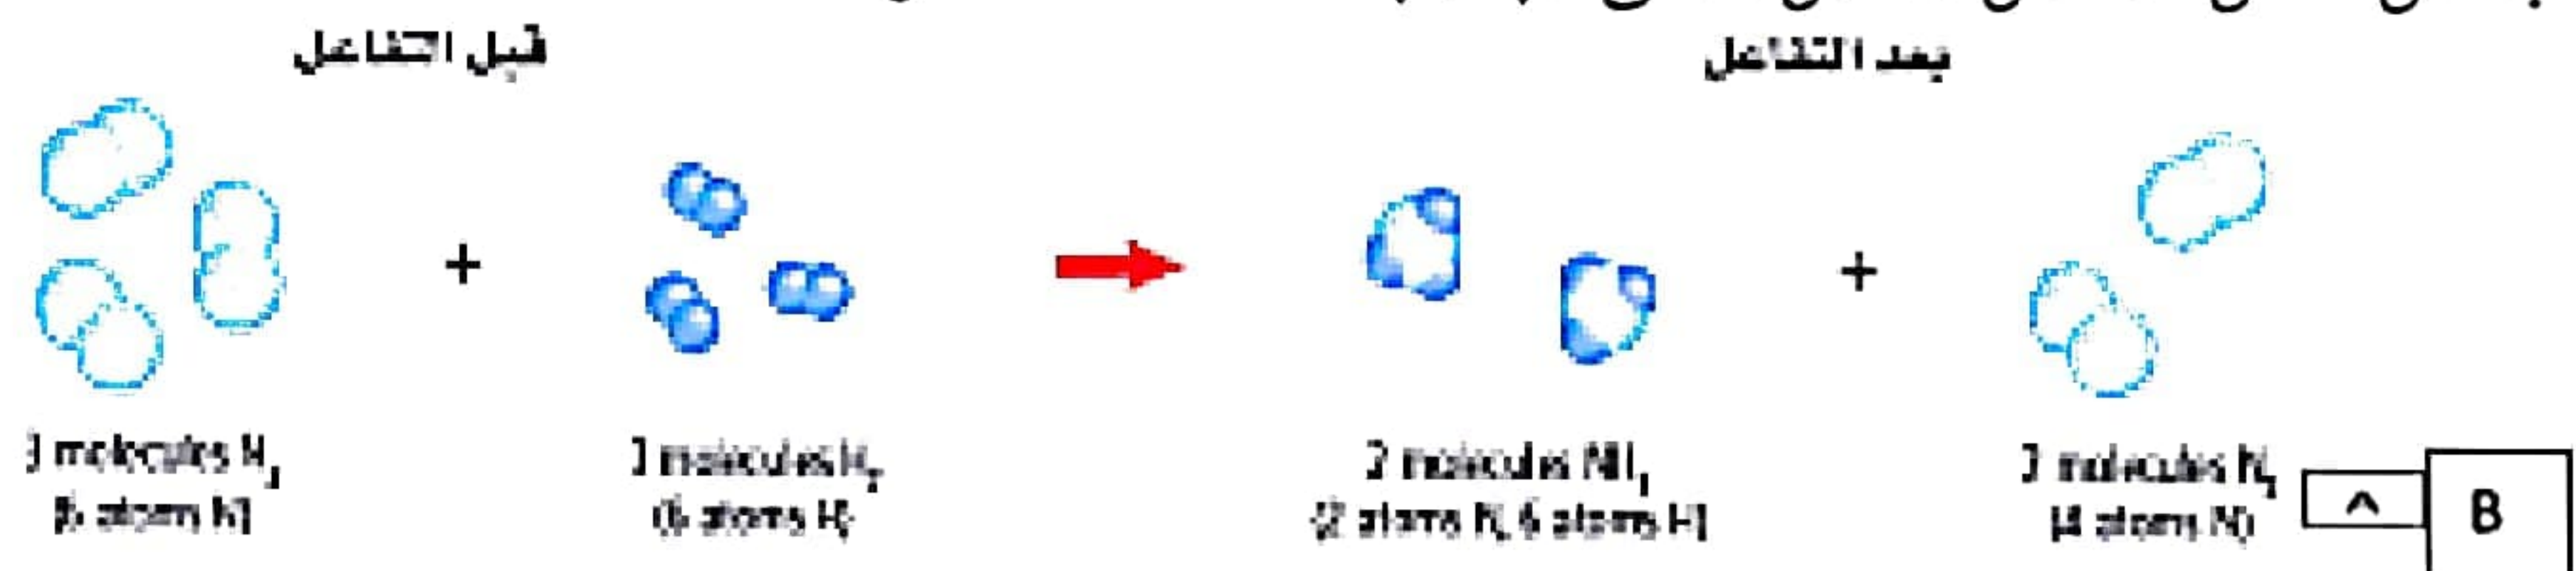 قبل التفاعل
بعد التفاعل
+
+
3 molecules N2
(6 atoms N)
3 molecules H2
(6 atoms H)
2 molecules NH3
(2 atoms N, 6 atoms H)
2 molecules N2
(4 atoms N)
A
B